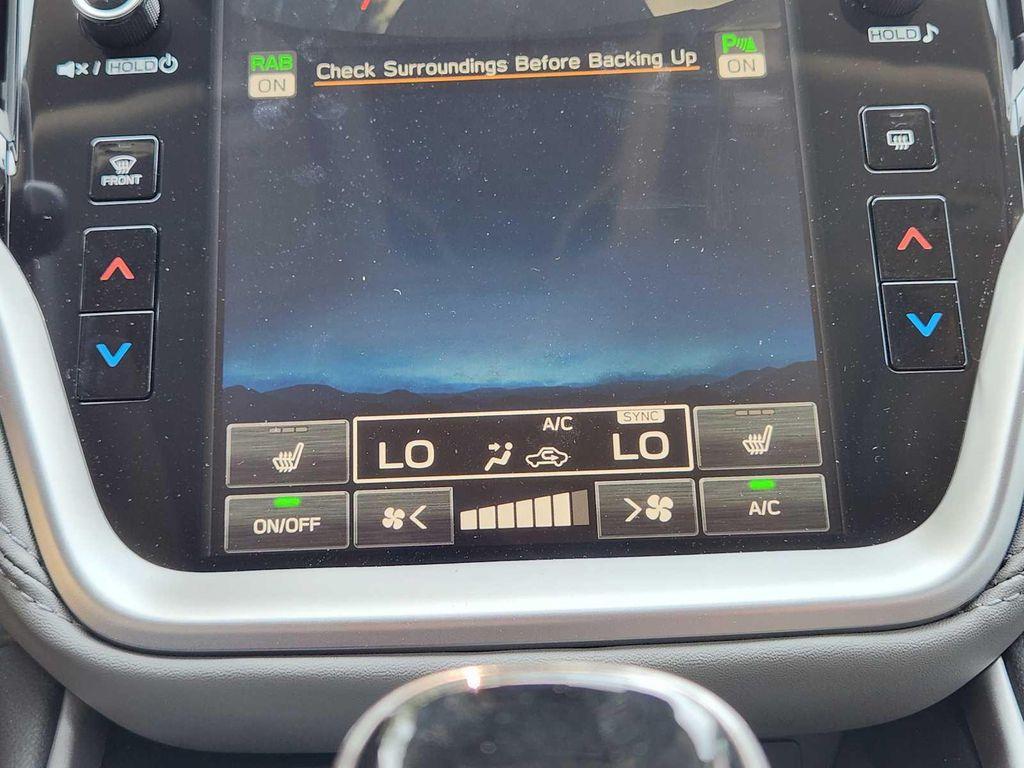 HOLD
/ HOLD
RAB
ON
Check Surroundings Before Backing Up
P
ON
FRONT
A/C
SYNC
LO
LO
ON/OFF
A/C